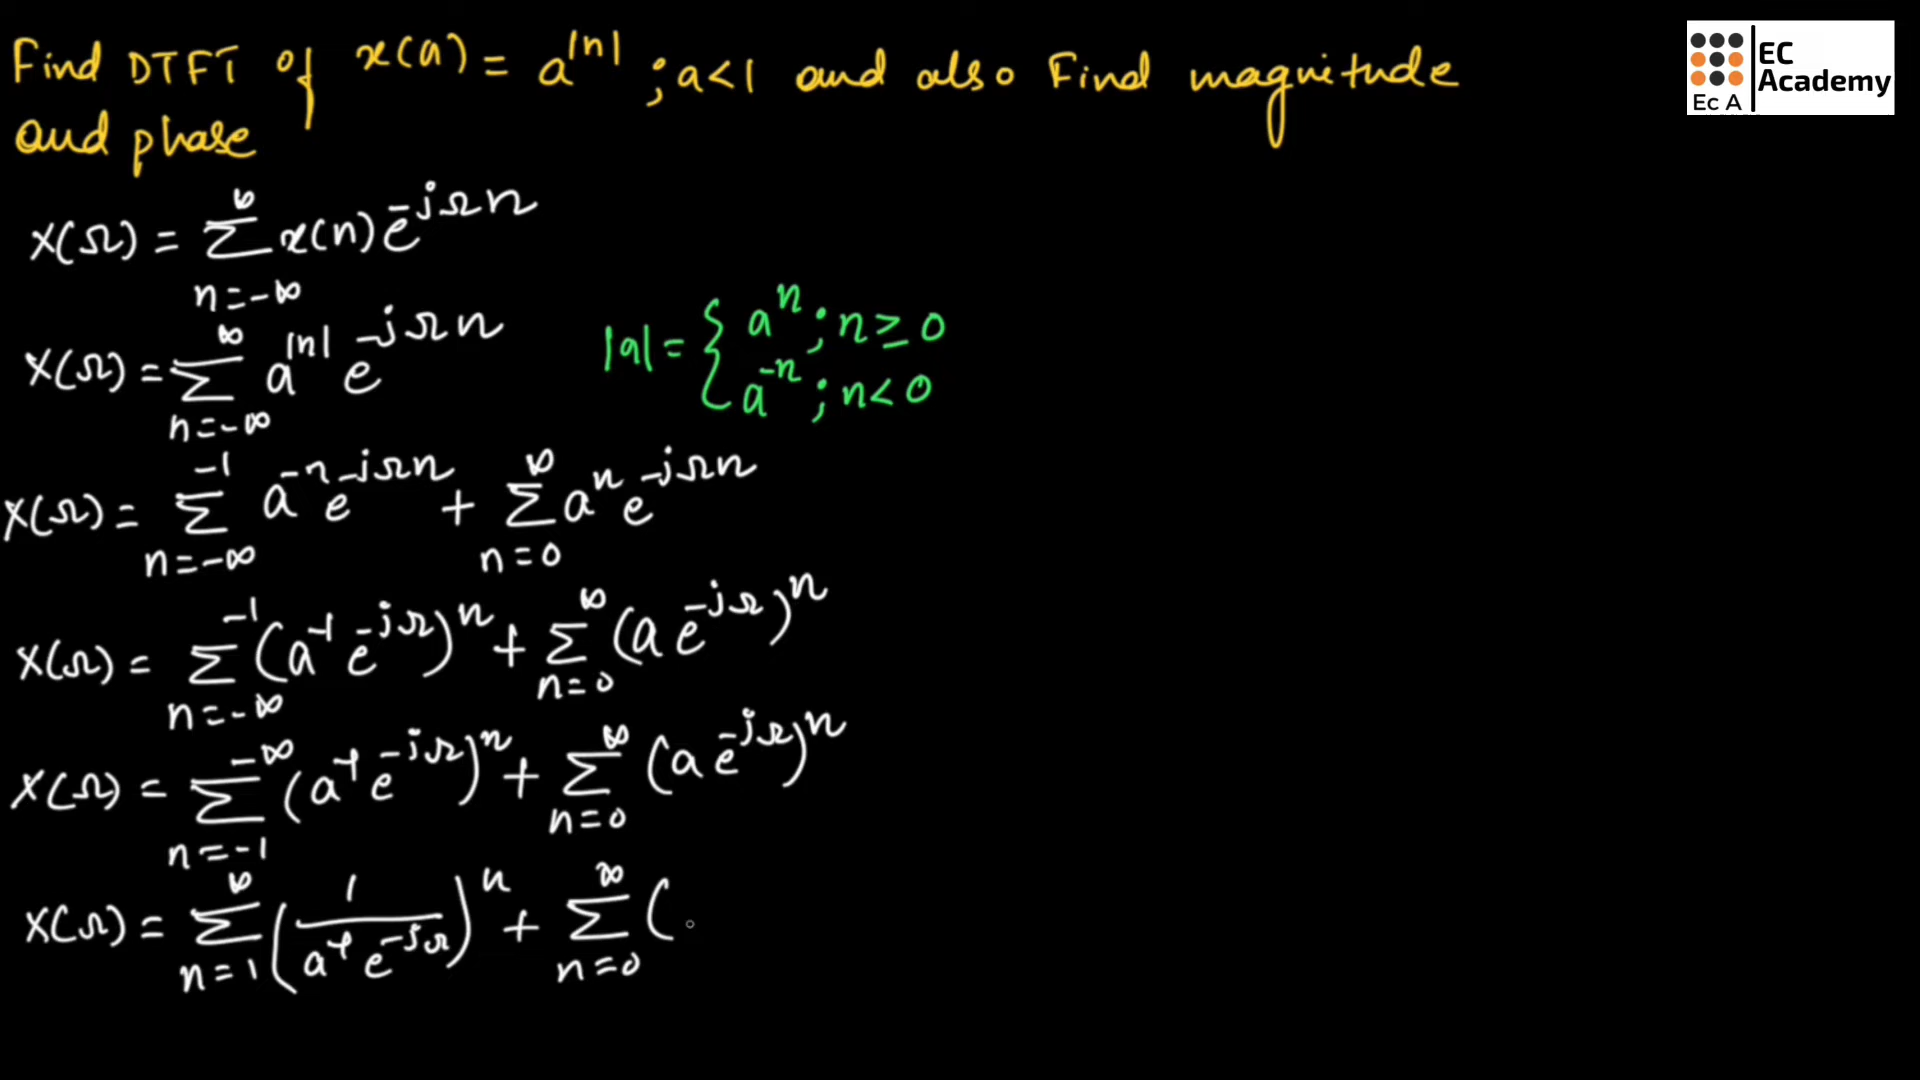 Find DTFT of x(a) = a^|n| ; a<1 and also Find magnitude
and phase
EC
Academy
Ec A
X(Ω) = Σ_{n=-∞}^{∞} x(n) e^{-jΩn}
X(Ω) = Σ_{n=-∞}^{∞} a^{|n|} e^{-jΩn}
|a| = { a^n ; n ≥ 0
a^{-n} ; n < 0
X(Ω) = Σ_{n=-∞}^{-1} a^{-n} e^{-jΩn} + Σ_{n=0}^{∞} a^n e^{-jΩn}
X(Ω) = Σ_{n=-∞}^{-1} (a^{-1} e^{-jΩ})^n + Σ_{n=0}^{∞} (a e^{-jΩ})^n
X(Ω) = Σ_{n=-1}^{-∞} (a^{-1} e^{-jΩ})^n + Σ_{n=0}^{∞} (a e^{-jΩ})^n
X(Ω) = Σ_{n=1}^{∞} (1/(a^{-1} e^{-jΩ}))^n + Σ_{n=0}^{∞} (